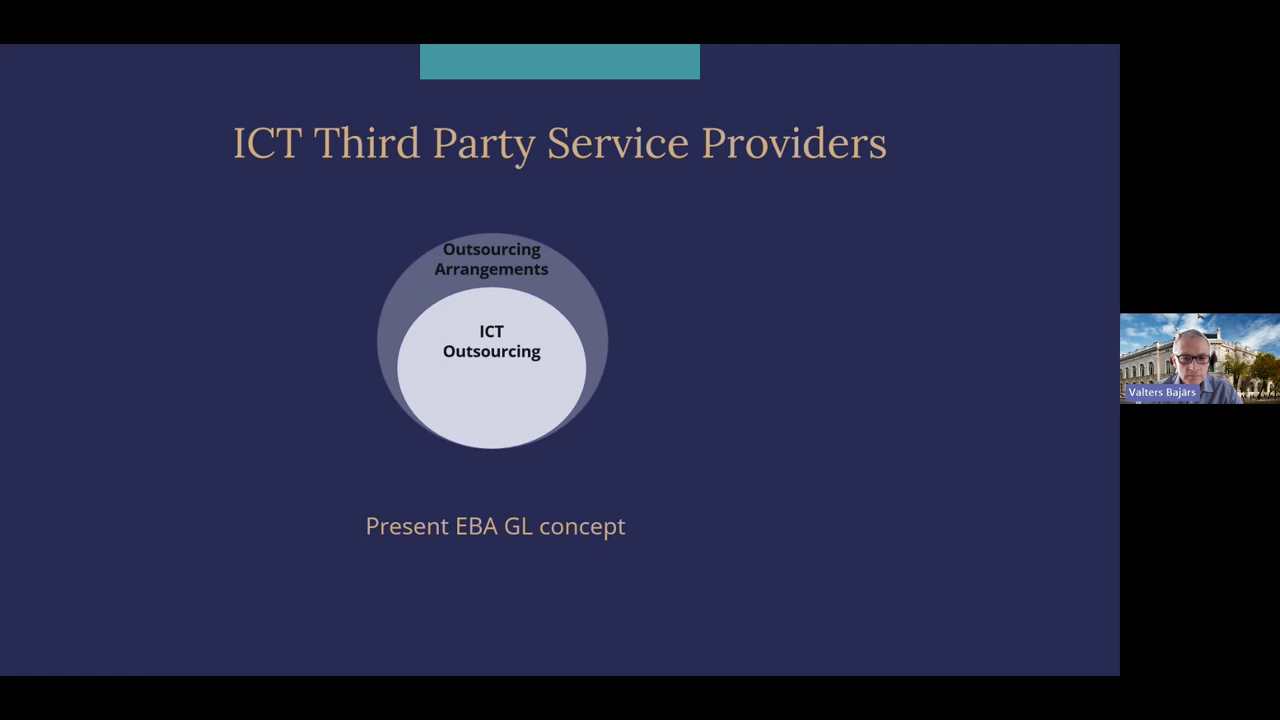 ICT Third Party Service Providers
Outsourcing
Arrangements
ICT
Outsourcing
Present EBA GL concept
Valters Bajārs